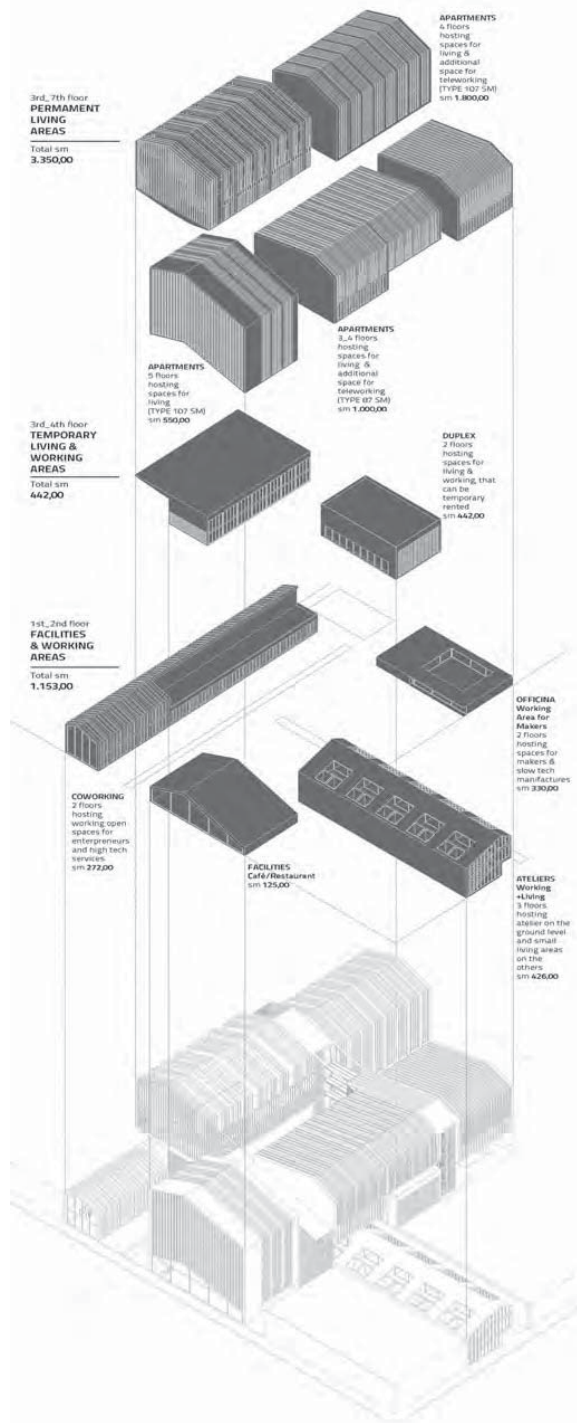 APARTMENTS
4 floors
hosting
spaces for
living &
additional
space for
teleworking
(TYPE 107 SM)
sm 1.800,00
3rd_7th floor
PERMAMENT
LIVING
AREAS
Total sm
3.350,00
APARTMENTS
5 floors
hosting
spaces for
living
(TYPE 107 SM)
sm 550,00
APARTMENTS
3_4 floors
hosting
spaces for
living &
additional
space for
teleworking
(TYPE 87 SM)
sm 1.000,00
3rd_4th floor
TEMPORARY
LIVING &
WORKING
AREAS
Total sm
442,00
DUPLEX
2 floors
hosting
spaces for
living &
working, that
can be
temporary
rented
sm 442,00
1st_2nd floor
FACILITIES
& WORKING
AREAS
Total sm
1.153,00
OFFICINA
Working
Area for
Makers
2 floors
hosting
spaces for
makers &
slow tech
manifactures
sm 330,00
COWORKING
2 floors
hosting
working open
spaces for
enterpreneurs
and high tech
services
sm 272,00
FACILITIES
Café/Restaurant
sm 125,00
ATELIERS
Working
+Living
3 floors
hosting
atelier on the
ground level
and small
living areas
on the
others
sm 426,00